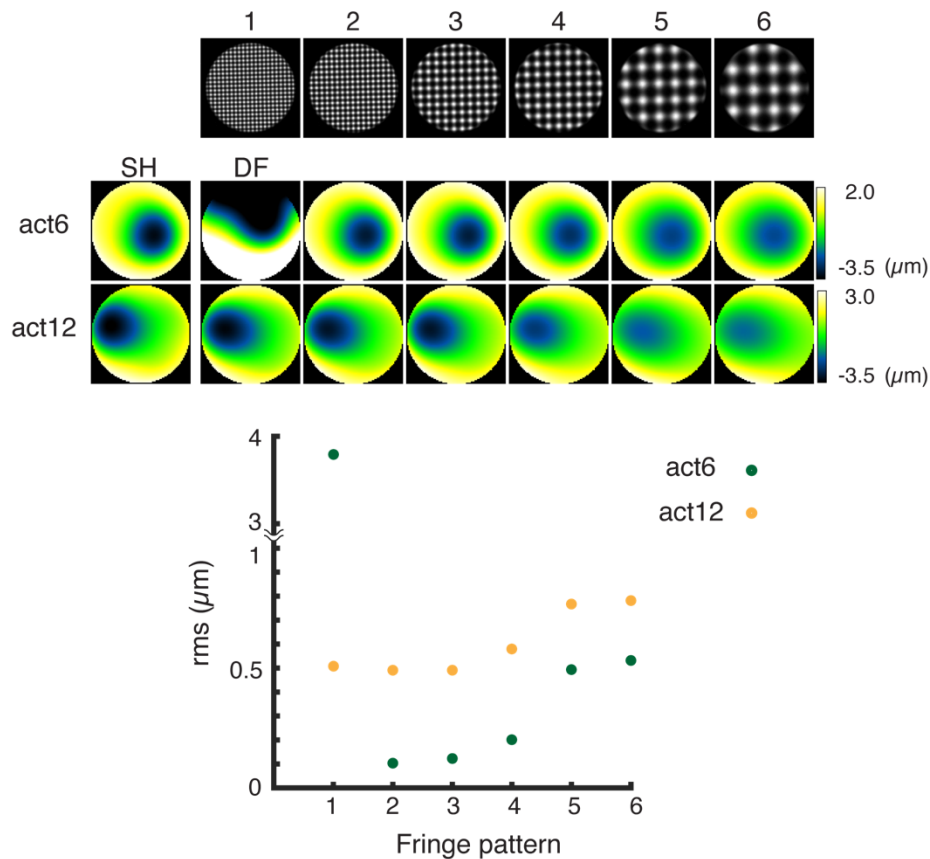 1 2 3 4 5 6
SH DF
act6
2.0
-3.5 (μm)
act12
3.0
-3.5 (μm)
4
3
1
0.5
0
rms (μm)
act6
act12
1 2 3 4 5 6
Fringe pattern